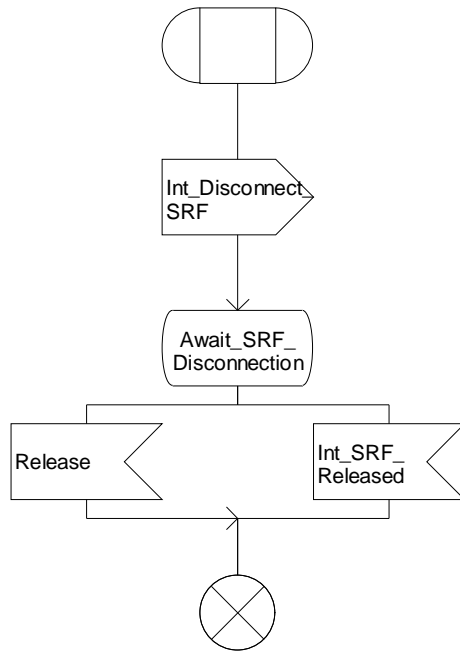 Int_Disconnect_
SRF
Await_SRF_
Disconnection
Release
Int_SRF_
Released